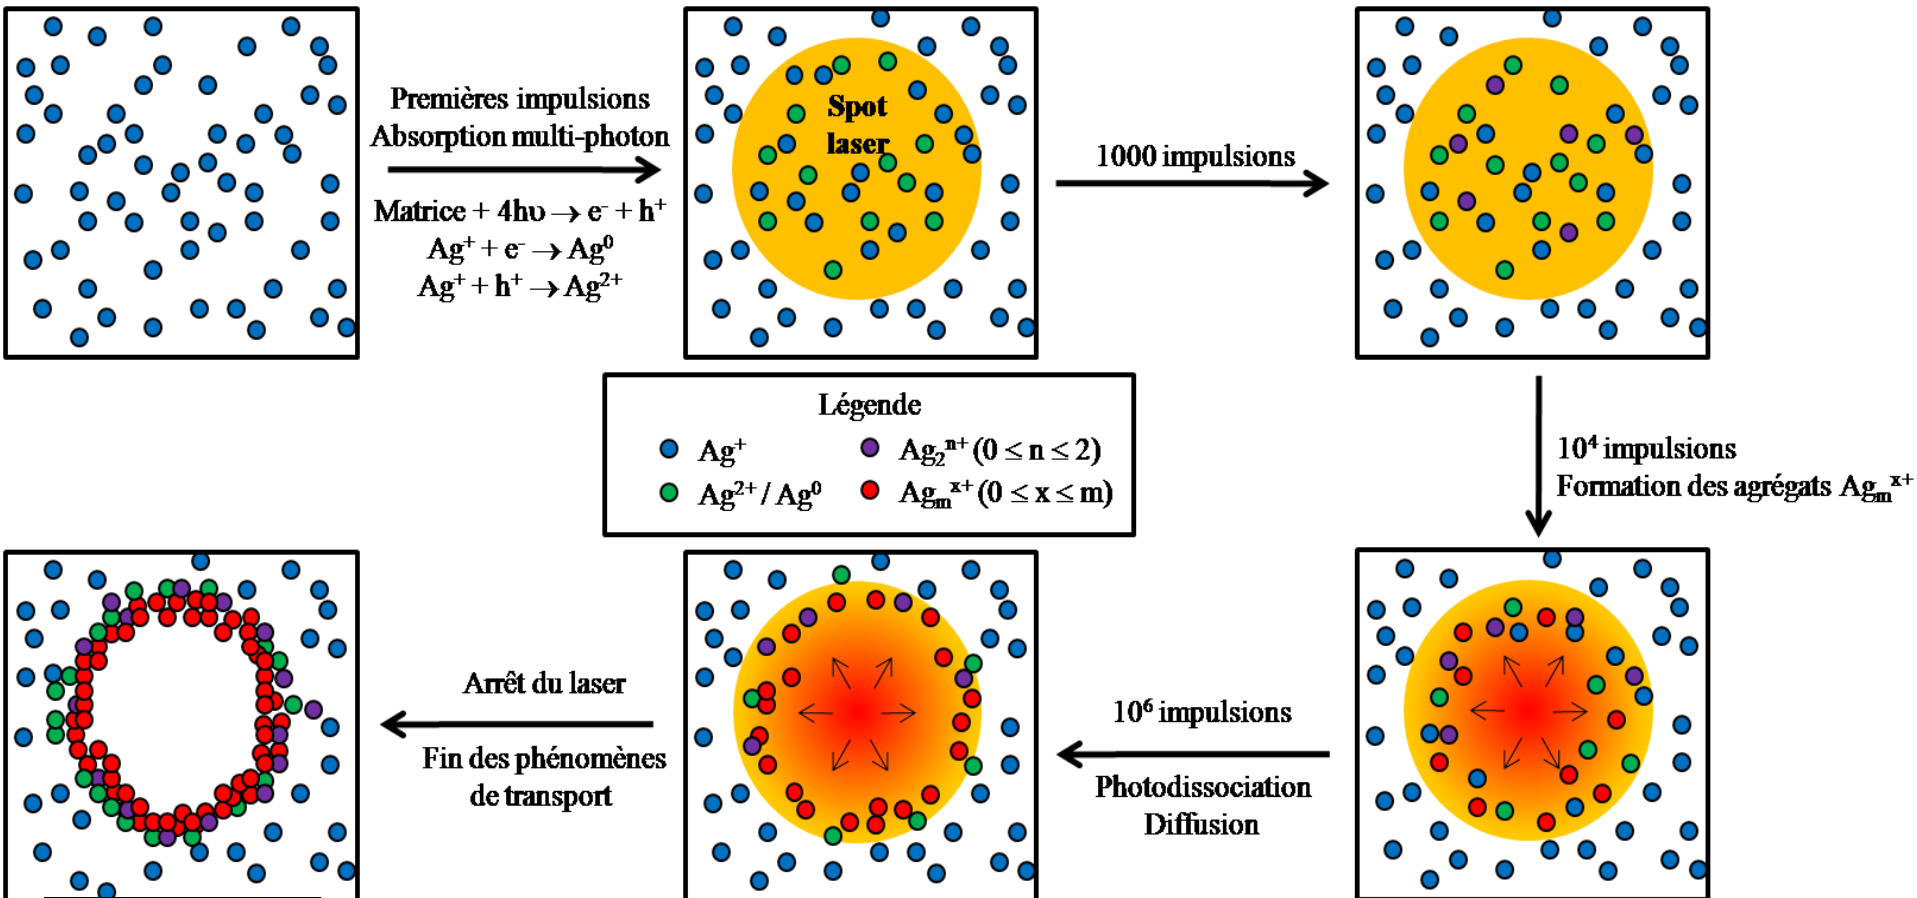 Premières impulsions
Absorption multi-photon
Matrice + 4hυ → e⁻ + h⁺
Ag⁺ + e⁻ → Ag⁰
Ag⁺ + h⁺ → Ag²⁺
Spot
laser
1000 impulsions
Légende
Ag⁺
Ag₂ⁿ⁺ (0 ≤ n ≤ 2)
Ag²⁺ / Ag⁰
Agₘˣ⁺ (0 ≤ x ≤ m)
10⁴ impulsions
Formation des agrégats Agₘˣ⁺
10⁶ impulsions
Photodissociation
Diffusion
Arrêt du laser
Fin des phénomènes
de transport